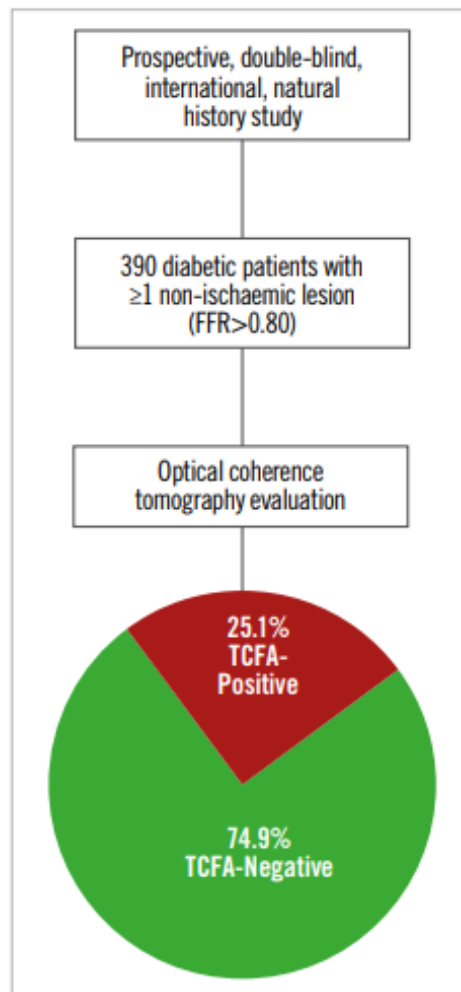 Prospective, double-blind,
international, natural
history study
390 diabetic patients with
≥1 non-ischaemic lesion
(FFR>0.80)
Optical coherence
tomography evaluation
25.1%
TCFA-
Positive
74.9%
TCFA-Negative